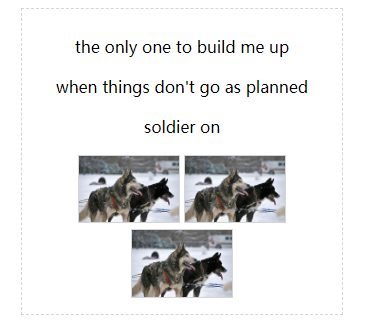 the only one to build me up
when things don't go as planned
soldier on